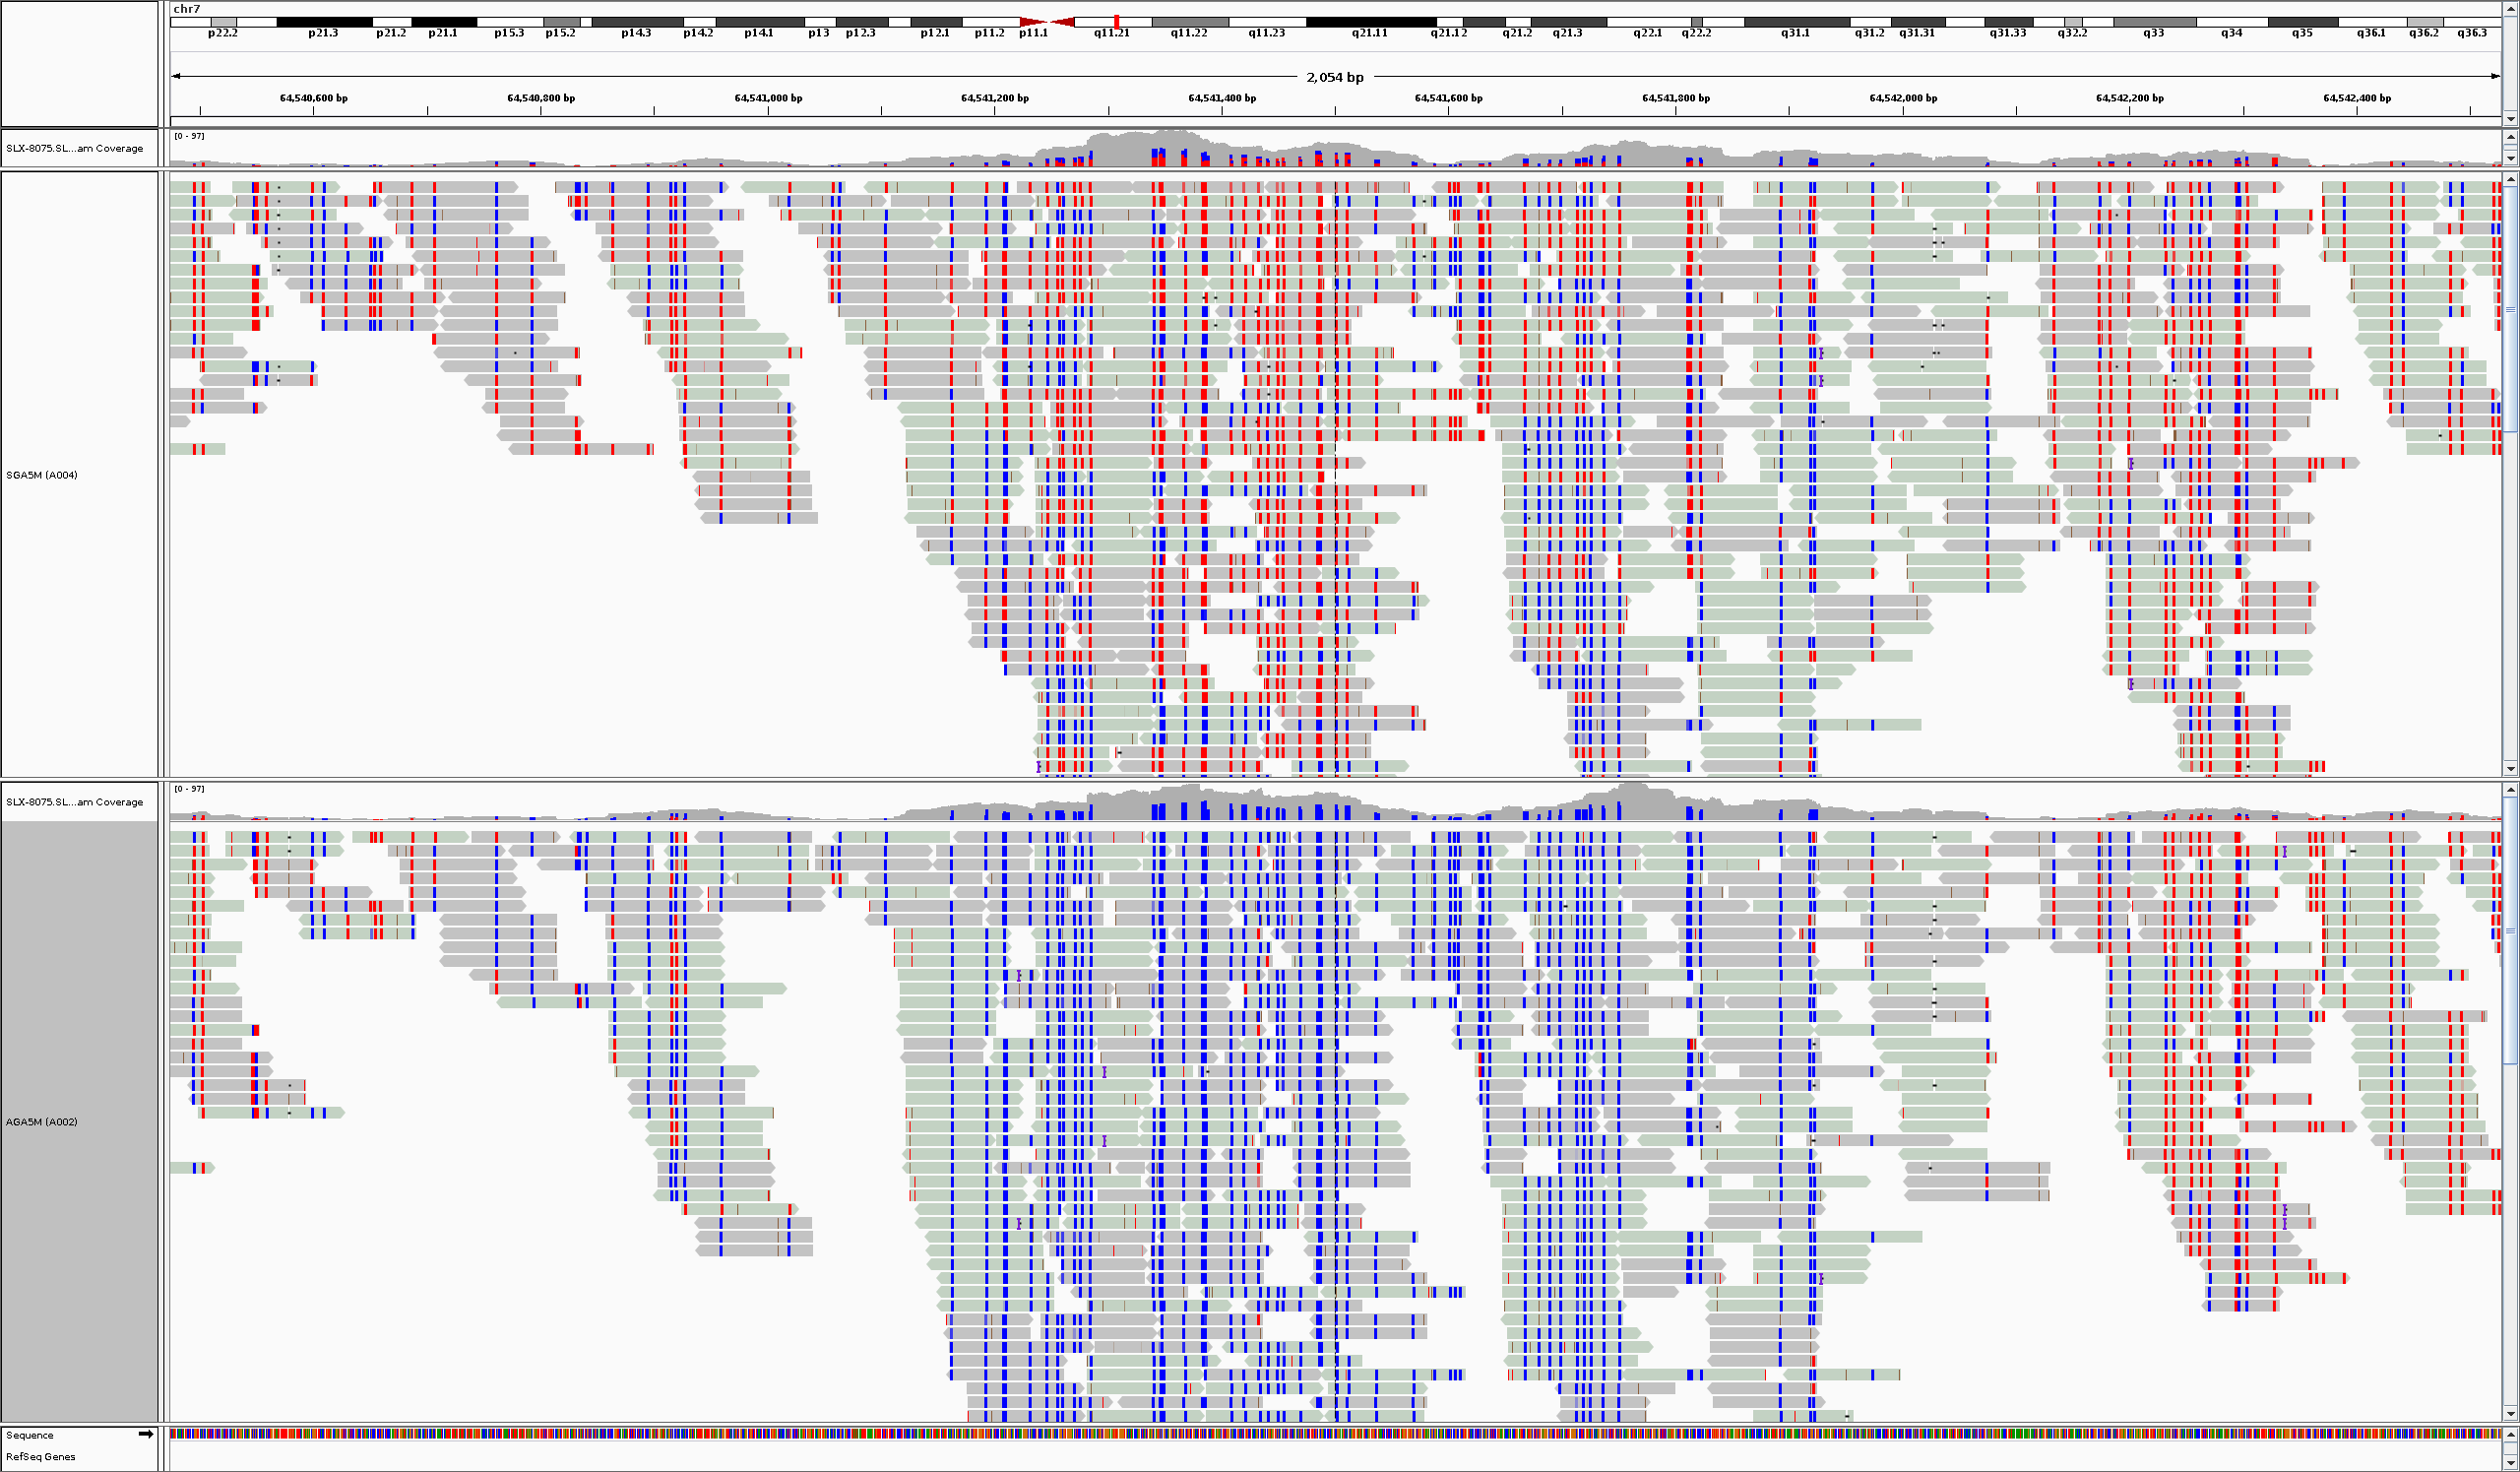 chr7
p22.2 p21.3 p21.2 p21.1 p15.3 p15.2 p14.3 p14.2 p14.1 p13 p12.3 p12.1 p11.2 p11.1 q11.21 q11.22 q11.23 q21.11 q21.12 q21.2 q21.3 q22.1 q22.2 q31.1 q31.2 q31.31 q31.33 q32.2 q33 q34 q35 q36.1 q36.2 q36.3
2,054 bp
64,540,600 bp 64,540,800 bp 64,541,000 bp 64,541,200 bp 64,541,400 bp 64,541,600 bp 64,541,800 bp 64,542,000 bp 64,542,200 bp 64,542,400 bp
[0 - 97]
SLX-8075.SL...am Coverage
SGA5M (A004)
[0 - 97]
SLX-8075.SL...am Coverage
AGA5M (A002)
Sequence
RefSeq Genes